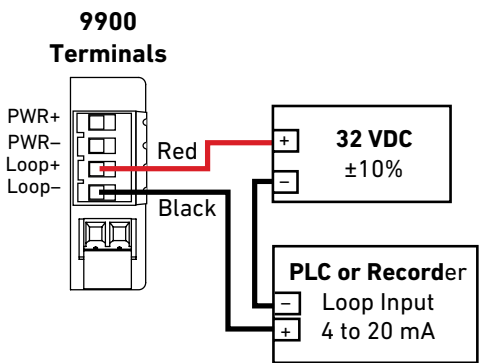 9900
Terminals
PWR+
PWR–
Loop+
Loop–
Red
Black
+
32 VDC
±10%
–
PLC or Recorder
–
Loop Input
+
4 to 20 mA